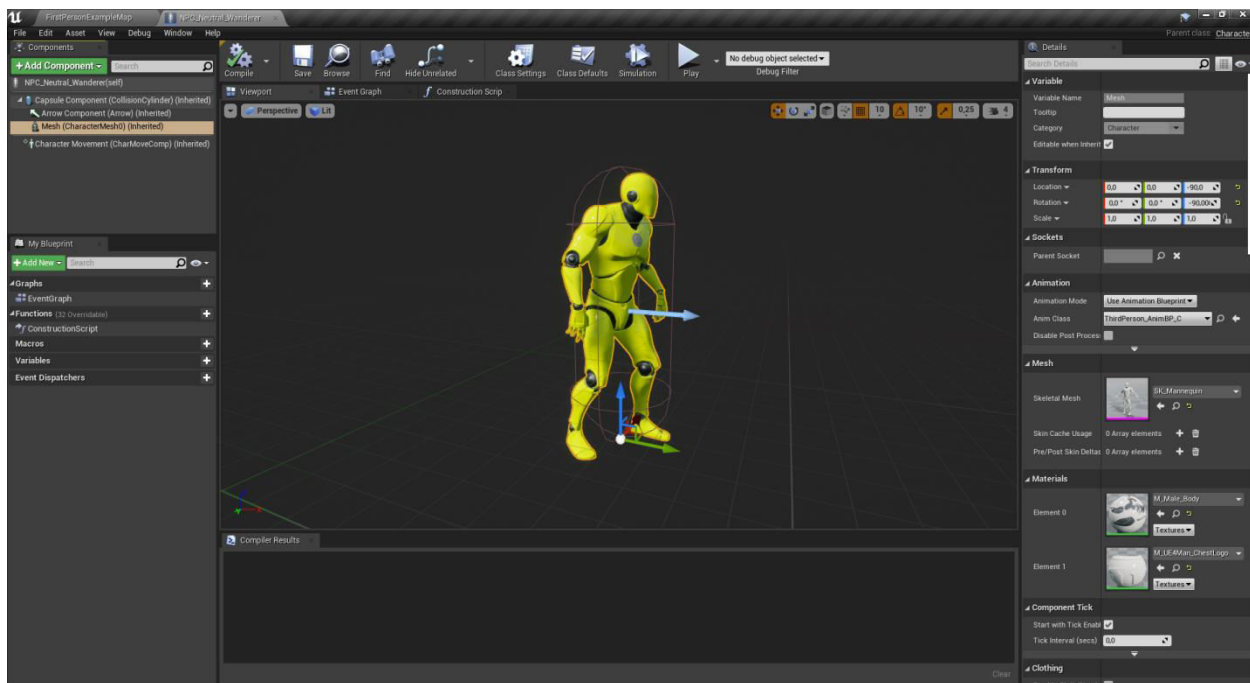 FirstPersonExampleMap
NPC_Neutral_Wanderer
File Edit Asset View Debug Window Help
Parent class: Characte
Components
+Add Component
Search
NPC_Neutral_Wanderer(self)
Capsule Component (CollisionCylinder) (Inherited)
Arrow Component (Arrow) (Inherited)
Mesh (CharacterMesh0) (Inherited)
Character Movement (CharMoveComp) (Inherited)
My Blueprint
+Add New
Search
Graphs
EventGraph
Functions (32 Overridable)
ConstructionScript
Macros
Variables
Event Dispatchers
Compile
Save
Browse
Find
Hide Unrelated
Class Settings
Class Defaults
Simulation
Play
No debug object selected
Debug Filter
Viewport
Event Graph
Construction Scrip
Perspective
Lit
10
10°
0,25
4
Compiler Results
Clear
Details
Search Details
Variable
Variable Name Mesh
Tooltip
Category Character
Editable when Inherit
Transform
Location 0,0 0,0 -90,0
Rotation 0,0 ° 0,0 ° -90,00
Scale 1,0 1,0 1,0
Sockets
Parent Socket
Animation
Animation Mode Use Animation Blueprint
Anim Class ThirdPerson_AnimBP_C
Disable Post Proces
Mesh
Skeletal Mesh SK_Mannequin
Skin Cache Usage 0 Array elements
Pre/Post Skin Deltas 0 Array elements
Materials
Element 0 M_Male_Body
Textures
Element 1 M_UE4Man_ChestLogo
Textures
Component Tick
Start with Tick Enabl
Tick Interval (secs) 0,0
Clothing